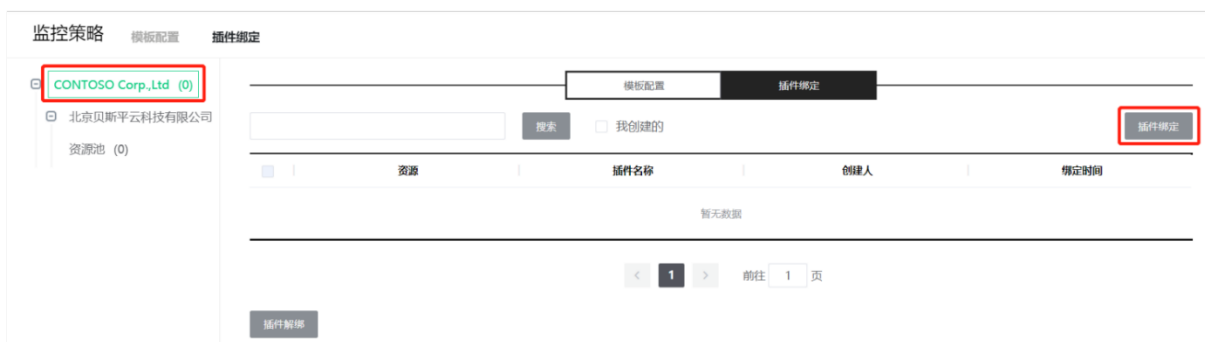 监控策略 模板配置 插件绑定
CONTOSO Corp.,Ltd (0)
北京贝斯平云科技有限公司
资源池 (0)
模板配置 插件绑定
搜索 我创建的 插件绑定
资源 插件名称 创建人 绑定时间
暂无数据
< 1 > 前往 1 页
插件解绑